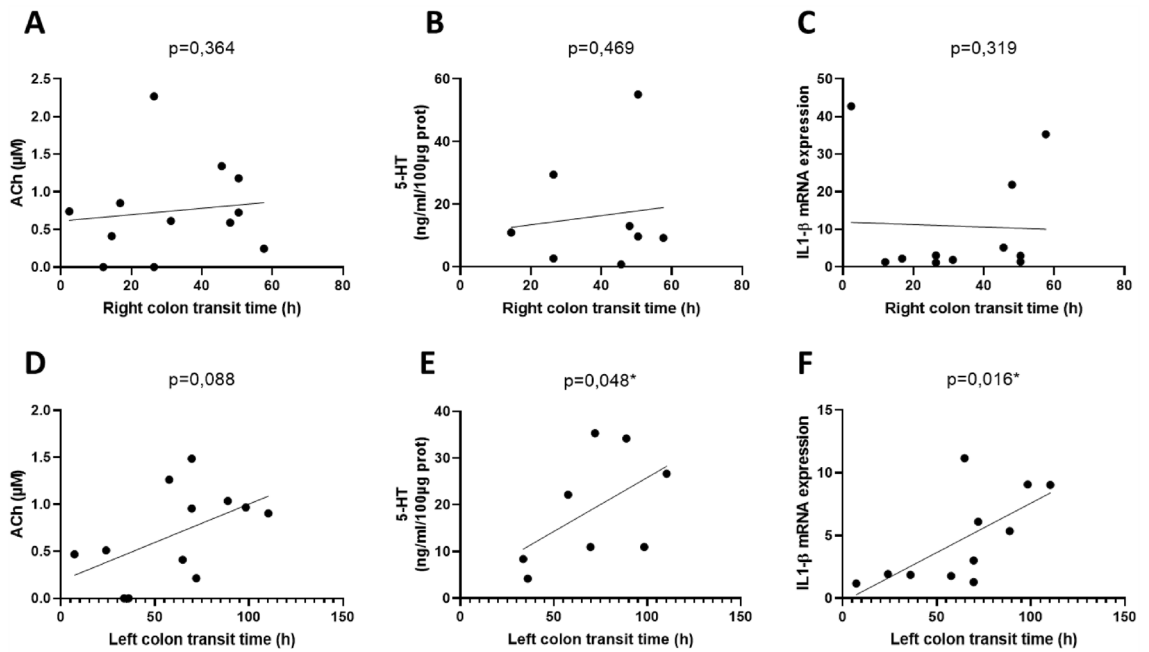 A
p=0,364
ACh (µM)
2.5
2.0
1.5
1.0
0.5
0.0
0 20 40 60 80
Right colon transit time (h)
B
p=0,469
5-HT
(ng/ml/100µg prot)
60
40
20
0
0 20 40 60 80
Right colon transit time (h)
C
p=0,319
IL1-β mRNA expression
50
40
30
20
10
0
0 20 40 60 80
Right colon transit time (h)
D
p=0,088
ACh (µM)
2.0
1.5
1.0
0.5
0.0
0 50 100 150
Left colon transit time (h)
E
p=0,048*
5-HT
(ng/ml/100µg prot)
40
30
20
10
0
0 50 100 150
Left colon transit time (h)
F
p=0,016*
IL1-β mRNA expression
15
10
5
0
0 50 100 150
Left colon transit time (h)